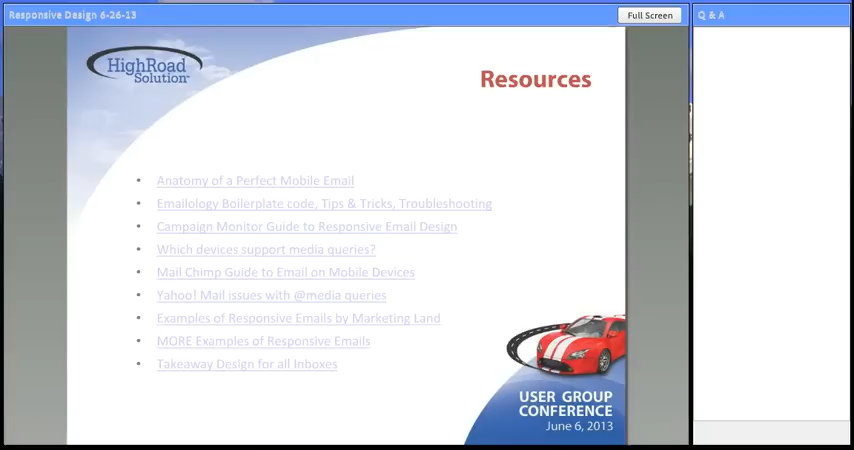 Responsive Design 6-26-13
Full Screen
Q & A
HighRoad
Solution
Resources
• Anatomy of a Perfect Mobile Email
• Emailology Boilerplate code, Tips & Tricks, Troubleshooting
• Campaign Monitor Guide to Responsive Email Design
• Which devices support media queries?
• Mail Chimp Guide to Email on Mobile Devices
• Yahoo! Mail issues with @media queries
• Examples of Responsive Emails by Marketing Land
• MORE Examples of Responsive Emails
• Takeaway Design for all Inboxes
USER GROUP
CONFERENCE
June 6, 2013